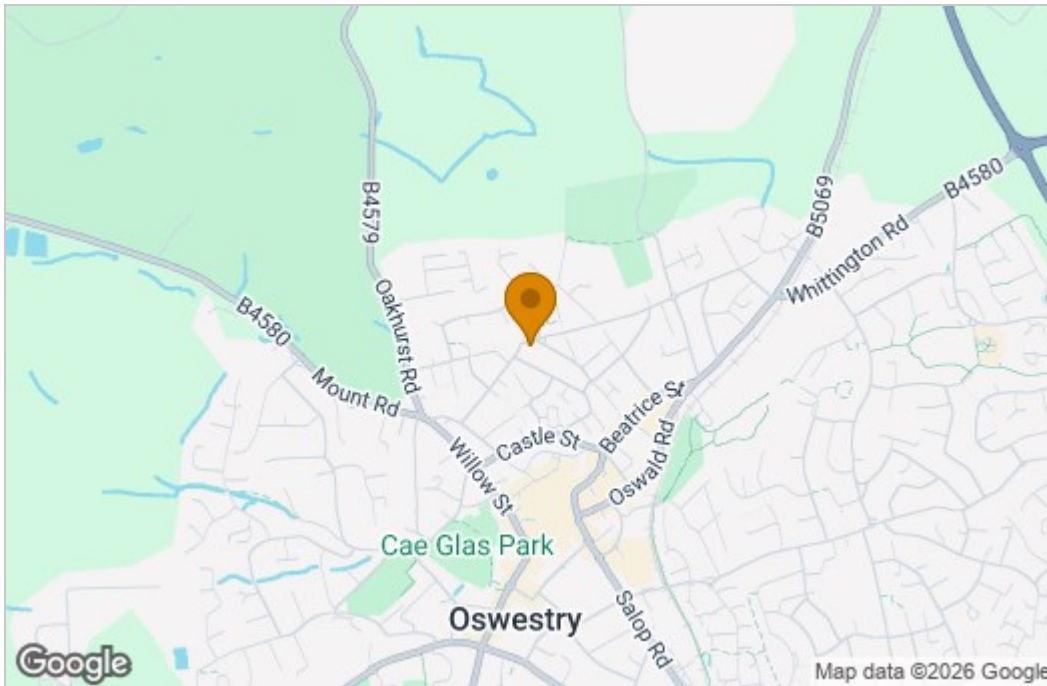 B4579
B5069
B4580
Whittington Rd
B4580
Oakhurst Rd
Mount Rd
Beatrice St
Castle St
Oswald Rd
Willow St
Cae Glas Park
Oswestry
Salop Rd
Google
Map data ©2026 Google